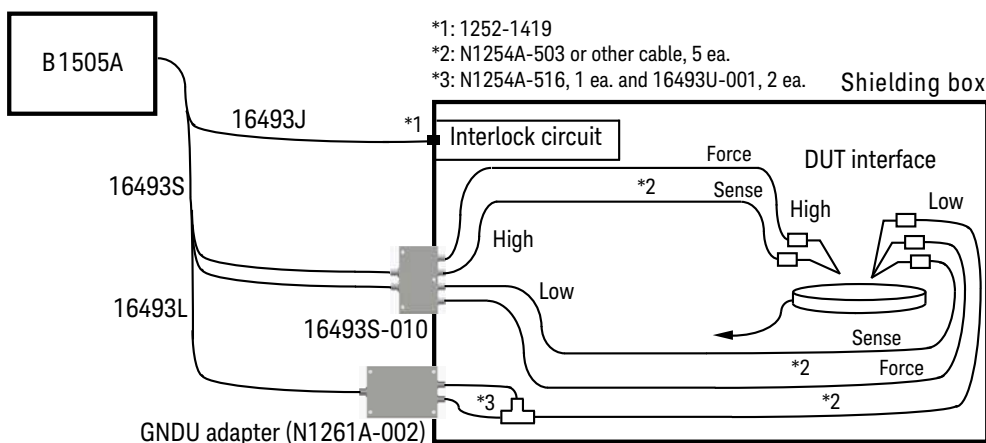 *1: 1252-1419
*2: N1254A-503 or other cable, 5 ea.
*3: N1254A-516, 1 ea. and 16493U-001, 2 ea.
Shielding box
B1505A
16493J
*1
Interlock circuit
Force
DUT interface
16493S
*2
Sense
High
Low
High
Low
16493L
16493S-010
Sense
*2
Force
*3
*2
GNDU adapter (N1261A-002)